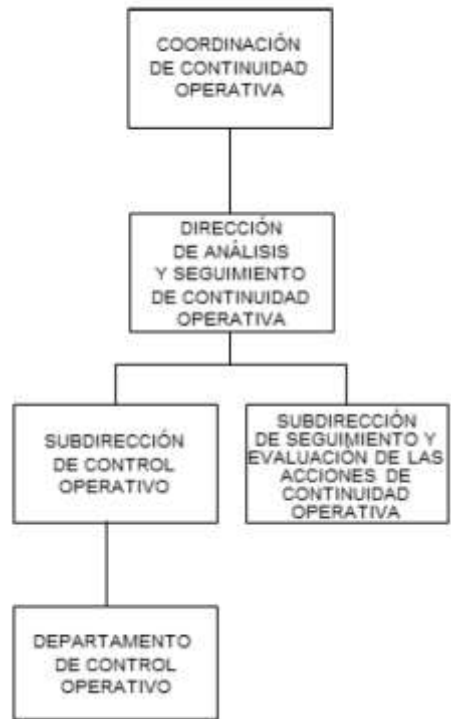 COORDINACIÓN
DE CONTINUIDAD
OPERATIVA
DIRECCIÓN
DE ANÁLISIS
Y SEGUIMIENTO
DE CONTINUIDAD
OPERATIVA
SUBDIRECCIÓN
DE CONTROL
OPERATIVO
SUBDIRECCIÓN
DE SEGUIMIENTO Y
EVALUACIÓN DE LAS
ACCIONES DE
CONTINUIDAD
OPERATIVA
DEPARTAMENTO
DE CONTROL
OPERATIVO